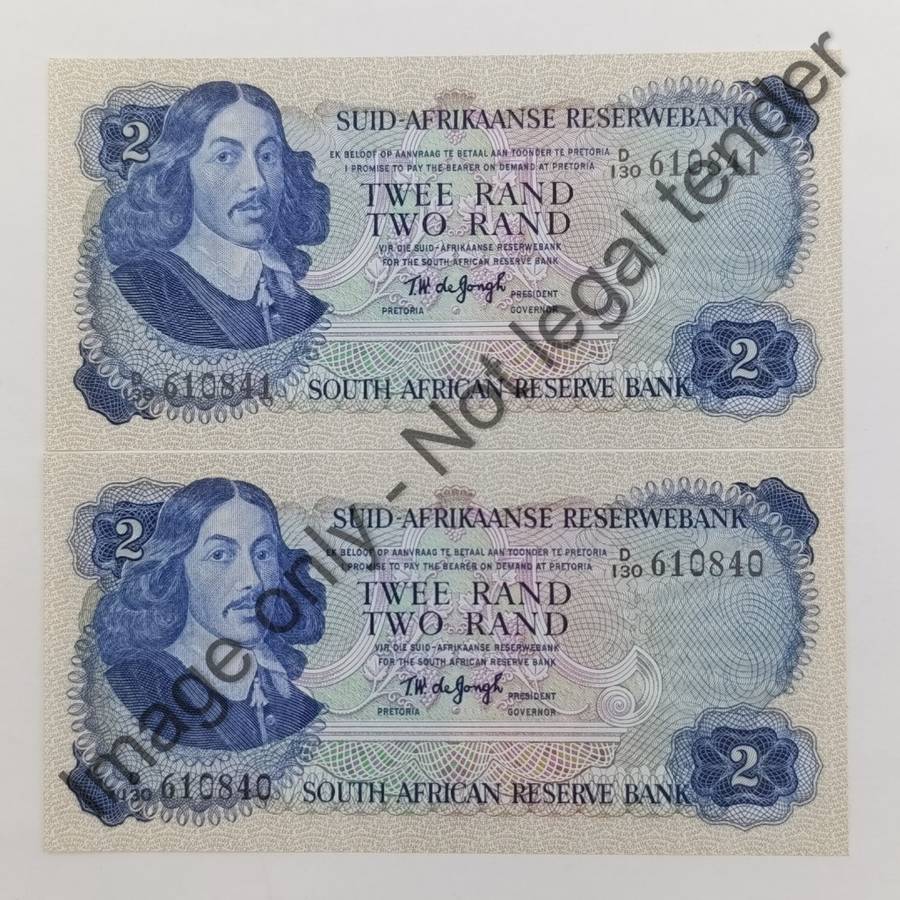 2
SUID-AFRIKAANSE RESERWEBANK
EK BELOOF OP AANVRAAG TE BETAAL AAN TOONDER TE PRETORIA
I PROMISE TO PAY THE BEARER ON DEMAND AT PRETORIA
D/130 610841
TWEE RAND
TWO RAND
VIR DIE SUID-AFRIKAANSE RESERWEBANK
FOR THE SOUTH AFRICAN RESERVE BANK
T.W. de Jongh
PRESIDENT
PRETORIA GOVERNOR
2
D/130 610841
SOUTH AFRICAN RESERVE BANK
2
SUID-AFRIKAANSE RESERWEBANK
EK BELOOF OP AANVRAAG TE BETAAL AAN TOONDER TE PRETORIA
I PROMISE TO PAY THE BEARER ON DEMAND AT PRETORIA
D/130 610840
TWEE RAND
TWO RAND
VIR DIE SUID-AFRIKAANSE RESERWEBANK
FOR THE SOUTH AFRICAN RESERVE BANK
T.W. de Jongh
PRESIDENT
PRETORIA GOVERNOR
2
D/130 610840
SOUTH AFRICAN RESERVE BANK
Image only - Not legal tender